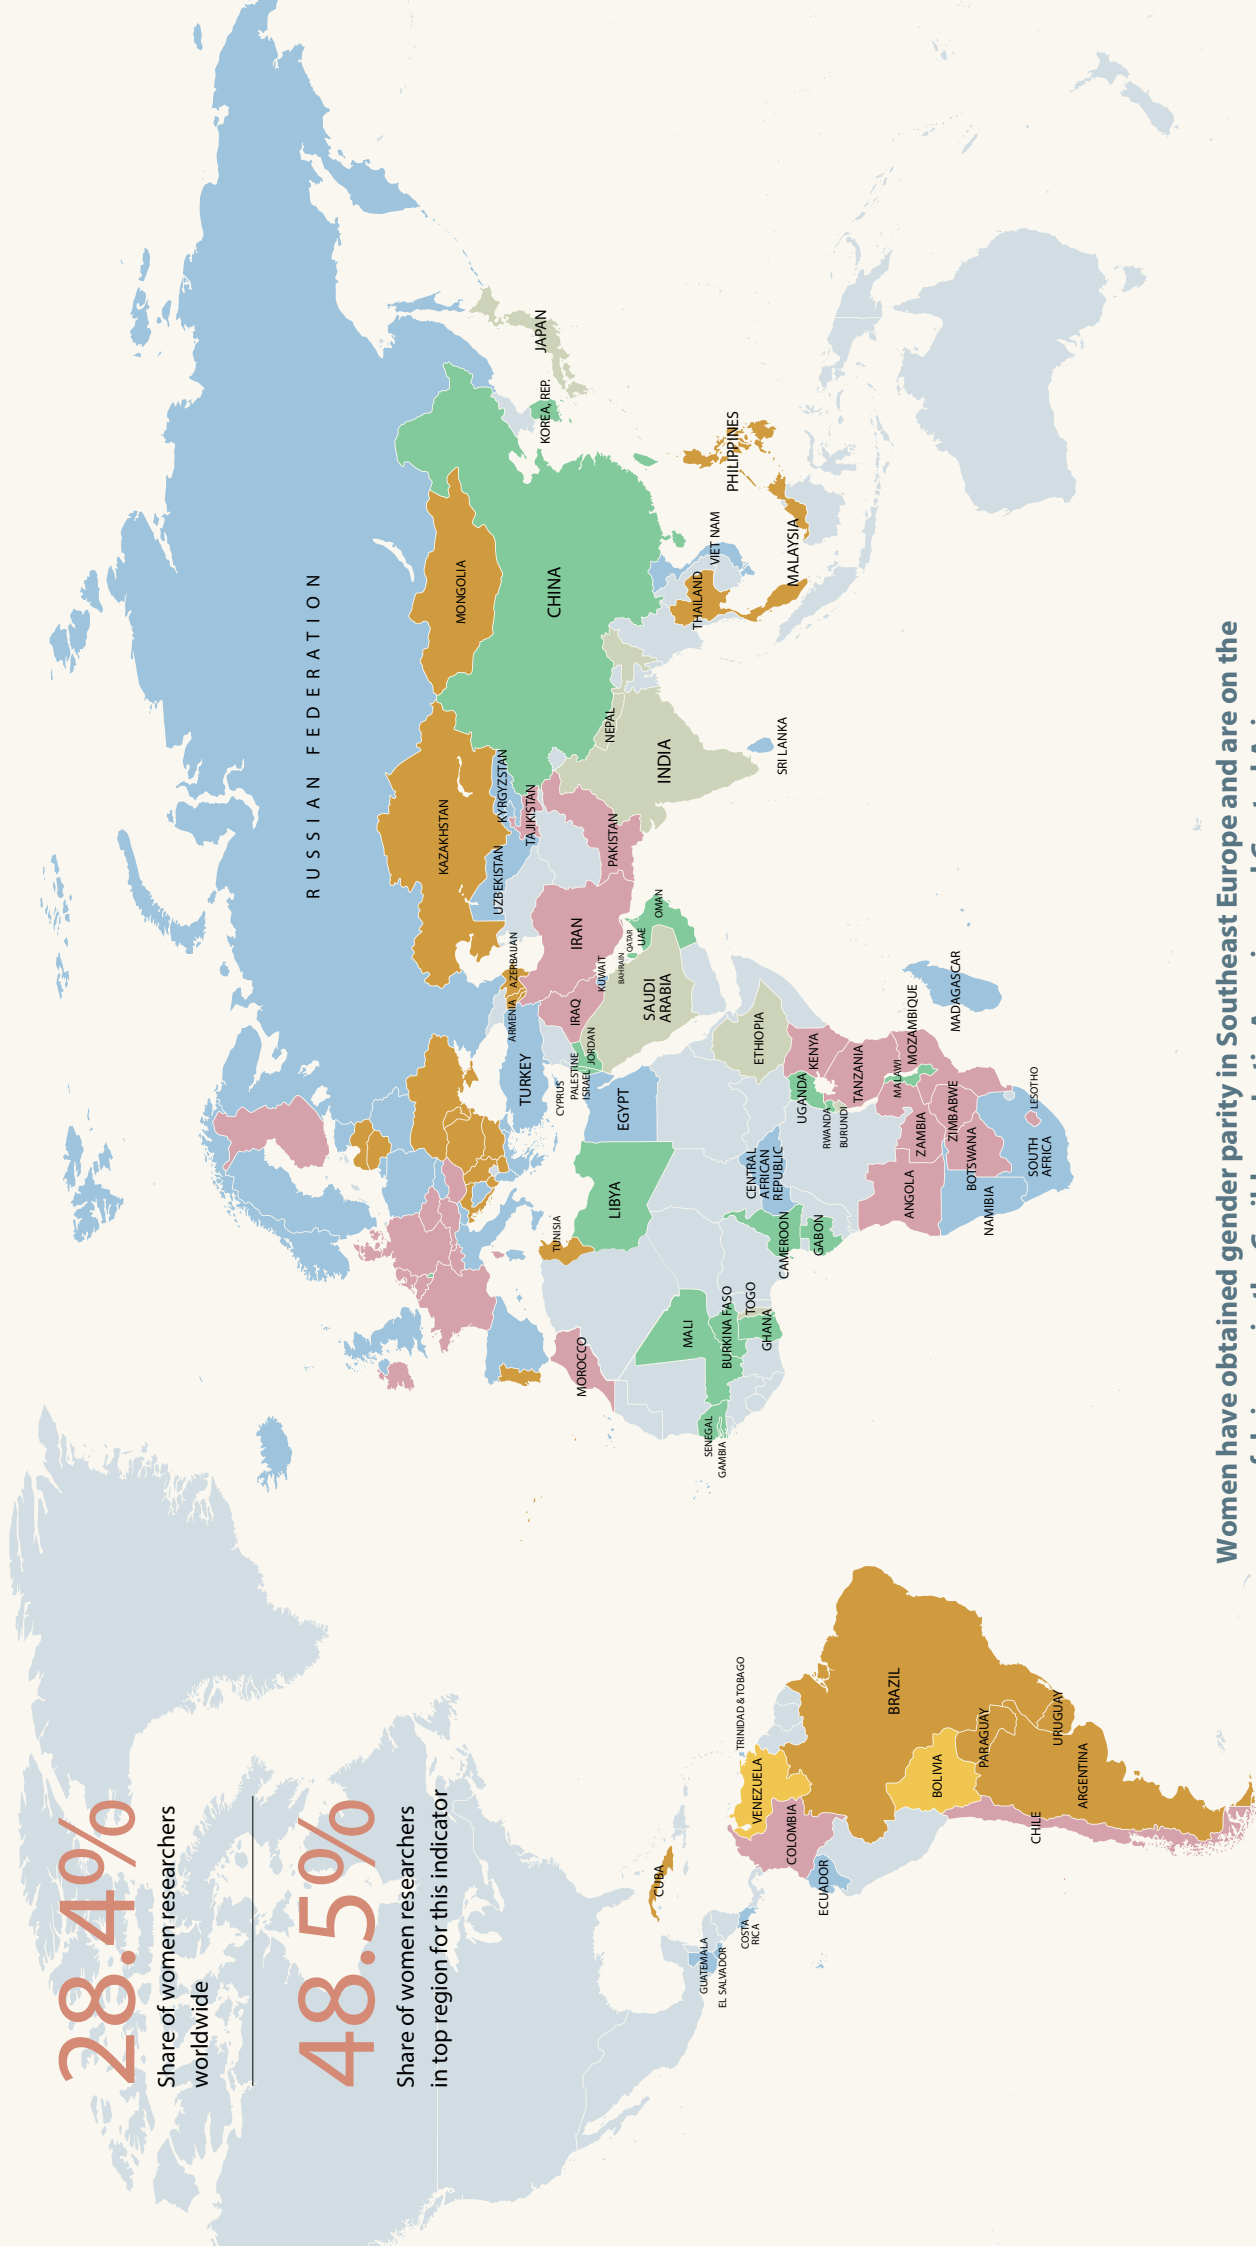 28.4%
Share of women researchers
worldwide
48.5%
Share of women researchers
in top region for this indicator
RUSSIAN FEDERATION
MONGOLIA
KAZAKHSTAN
CHINA
JAPAN
KOREA, REP.
KYRGYZSTAN
TAJIKISTAN
UZBEKISTAN
AZERBAIJAN
ARMENIA
TURKEY
CYPRUS
PALESTINE
ISRAEL
JORDAN
IRAQ
IRAN
KUWAIT
BAHRAIN
QATAR
UAE
OMAN
SAUDI
ARABIA
PAKISTAN
NEPAL
INDIA
SRI LANKA
THAILAND
VIET NAM
PHILIPPINES
MALAYSIA
TUNISIA
MOROCCO
LIBYA
EGYPT
MALI
BURKINA FASO
SENEGAL
GAMBIA
TOGO
GHANA
CAMEROON
GABON
CENTRAL
AFRICAN
REPUBLIC
ETHIOPIA
UGANDA
KENYA
RWANDA
BURUNDI
TANZANIA
MALAWI
MOZAMBIQUE
MADAGASCAR
ANGOLA
ZAMBIA
ZIMBABWE
BOTSWANA
NAMIBIA
SOUTH
AFRICA
LESOTHO
CUBA
GUATEMALA
EL SALVADOR
COSTA
RICA
TRINIDAD & TOBAGO
VENEZUELA
COLOMBIA
ECUADOR
BRAZIL
BOLIVIA
PARAGUAY
URUGUAY
ARGENTINA
CHILE
Women have obtained gender parity in Southeast Europe and are on the